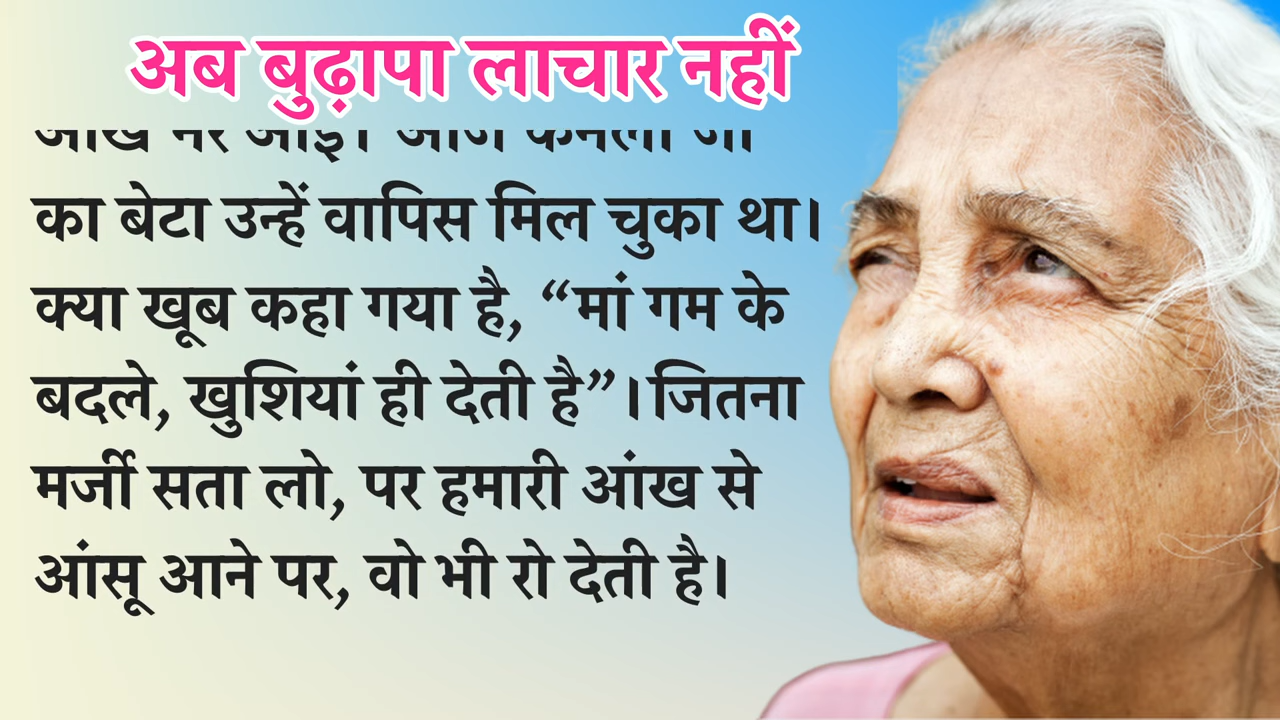 अब बुढ़ापा लाचार नहीं
का बेटा उन्हें वापिस मिल चुका था।
क्या खूब कहा गया है, “मां गम के
बदले, खुशियां ही देती है”। जितना
मर्जी सता लो, पर हमारी आंख से
आंसू आने पर, वो भी रो देती है।